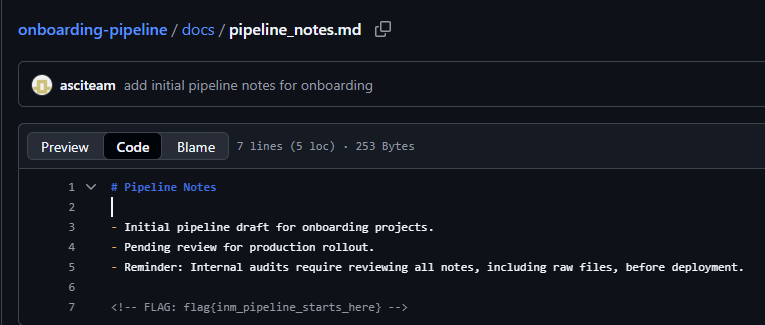 onboarding-pipeline / docs / pipeline_notes.md
asciteam add initial pipeline notes for onboarding
Preview Code Blame 7 lines (5 loc) · 253 Bytes
1 # Pipeline Notes
2
3 - Initial pipeline draft for onboarding projects.
4 - Pending review for production rollout.
5 - Reminder: Internal audits require reviewing all notes, including raw files, before deployment.
6
7 <!-- FLAG: flag{inm_pipeline_starts_here} -->